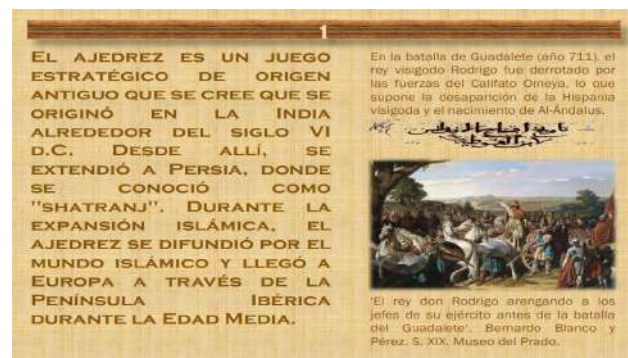 1
EL AJEDREZ ES UN JUEGO
ESTRATÉGICO DE ORIGEN
ANTIGUO QUE SE CREE QUE SE
ORIGINÓ EN LA INDIA
ALREDEDOR DEL SIGLO VI
D.C. DESDE ALLÍ, SE
EXTENDIÓ A PERSIA, DONDE
SE CONOCIÓ COMO
"SHATRANJ". DURANTE LA
EXPANSIÓN ISLÁMICA, EL
AJEDREZ SE DIFUNDIÓ POR EL
MUNDO ISLÁMICO Y LLEGÓ A
EUROPA A TRAVÉS DE LA
PENÍNSULA IBÉRICA
DURANTE LA EDAD MEDIA.
En la batalla de Guadalete (año 711), el
rey visigodo Rodrigo fue derrotado por
las fuerzas del Califato Omeya, lo que
supone la desaparición de la Hispania
visigoda y el nacimiento de Al-Ándalus.
'El rey don Rodrigo arengando a los
jefes de su ejército antes de la batalla
del Guadalete'. Bernardo Blanco y
Pérez. S. XIX. Museo del Prado.